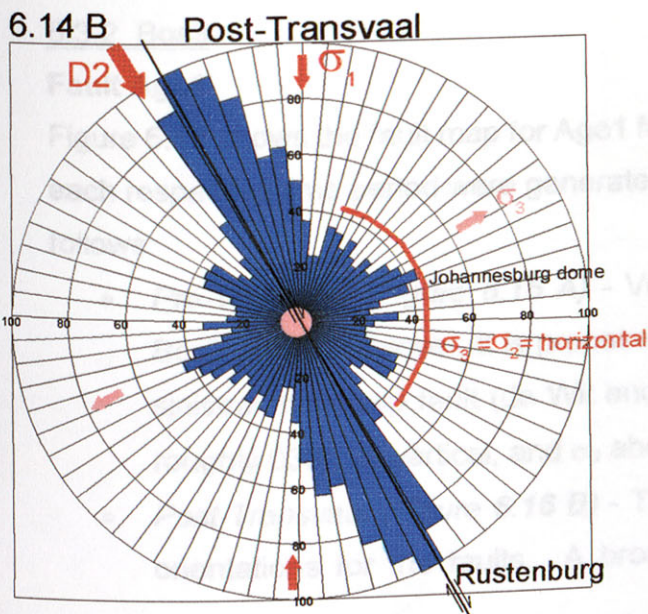 6.14 B Post-Transvaal
D2
σ1
80
60
40
σ3
20
Johannesburg dome
100 80 60 40 20 40 60 80 100
σ3 =σ2= horizontal
20
40
60
80
Rustenburg
100